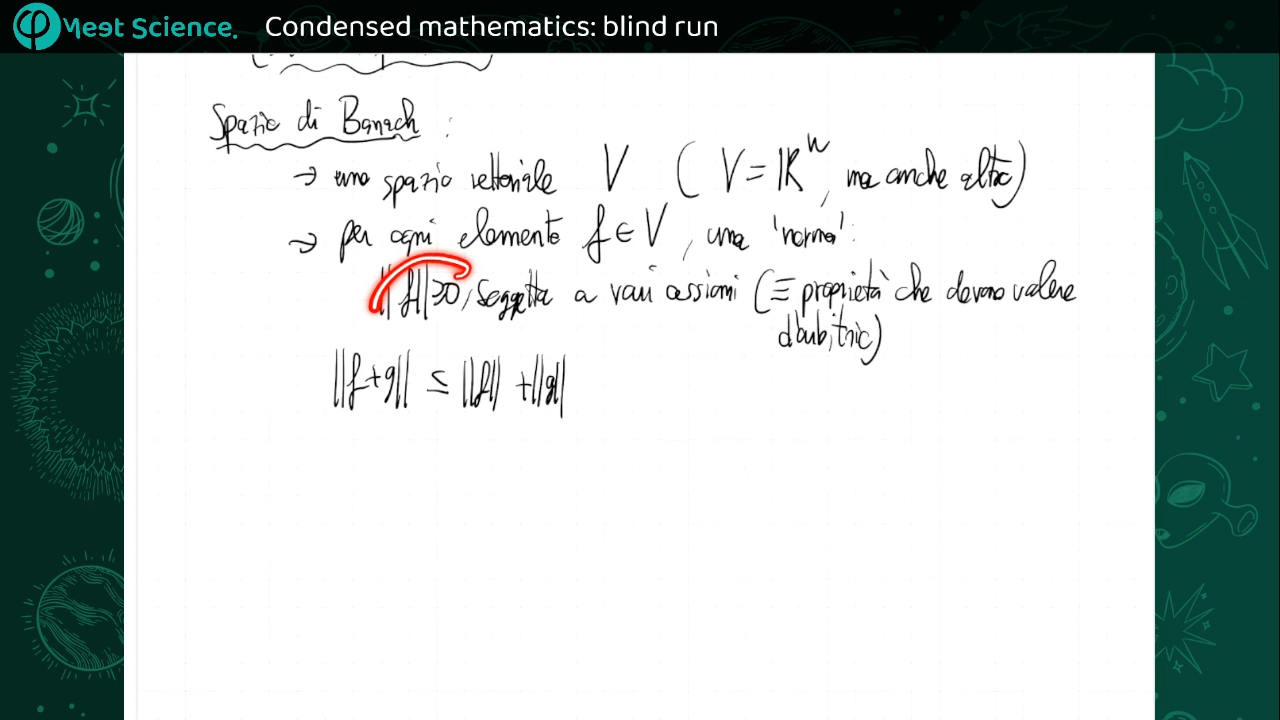 Meet Science.
Condensed mathematics: blind run
Spazio di Banach :
→ uno spazio vettoriale V ( V = ℝⁿ, ma anche altro)
→ per ogni elemento f ∈ V, una 'norma':
||f|| ≥0, soggetta a vari assiomi (≡ proprietà che devono valere
d'ambito)
||f+g|| ≤ ||f|| + ||g||